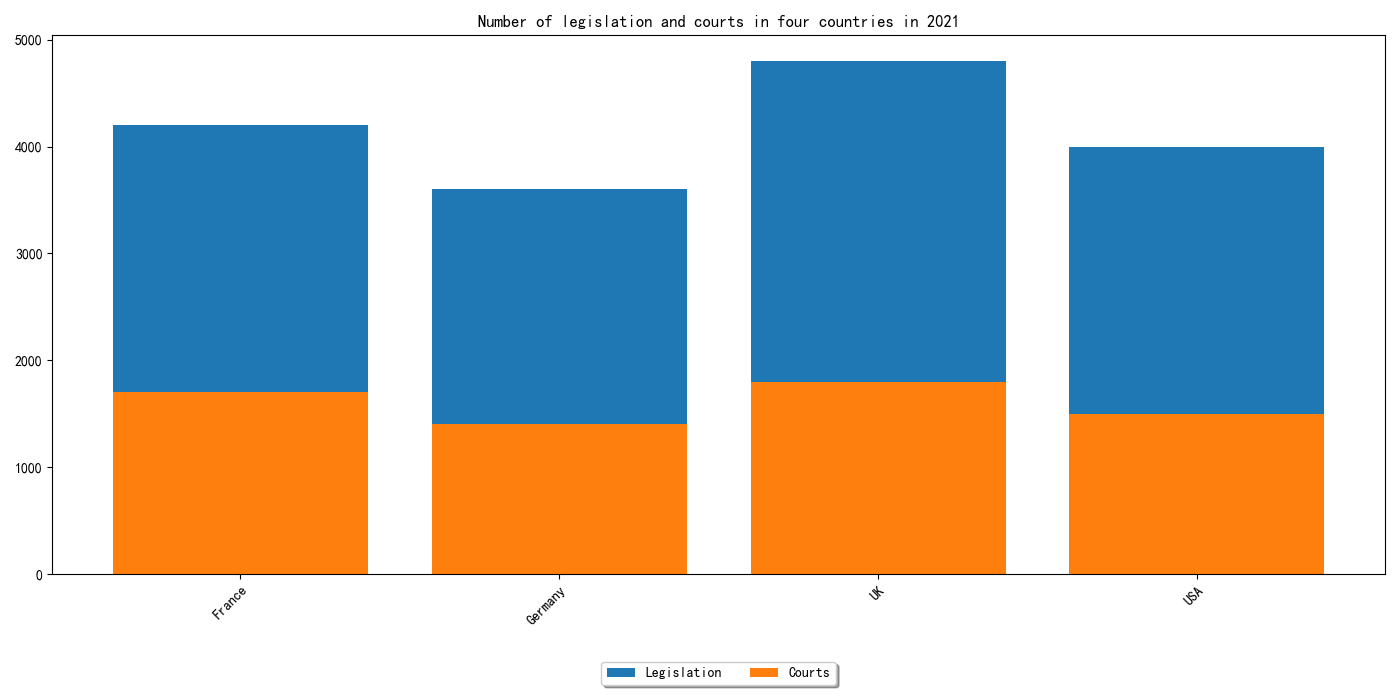 Number of legislation and courts in four countries in 2021
5000
4000
3000
2000
1000
0
France
Germany
UK
USA
Legislation
Courts